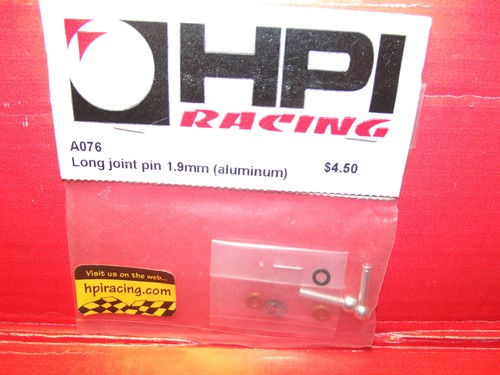 HPI
RACING
A076
Long joint pin 1.9mm (aluminum) $4.50
Visit us on the web...
hpiracing.com